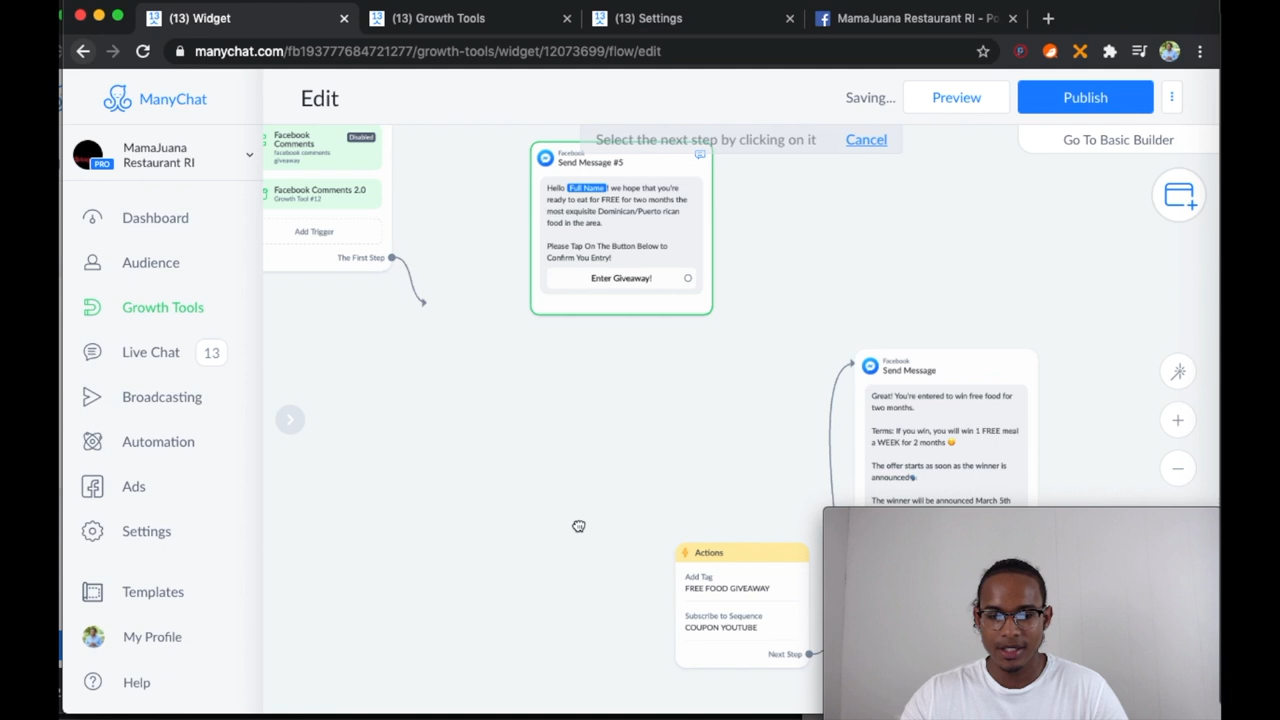 (13) Widget
(13) Growth Tools
(13) Settings
MamaJuana Restaurant RI - Po
manychat.com/fb193777684721277/growth-tools/widget/12073699/flow/edit
ManyChat
Edit
Saving...
Preview
Publish
MamaJuana
Restaurant RI
PRO
Select the next step by clicking on it
Cancel
Go To Basic Builder
Dashboard
Audience
Growth Tools
Live Chat
13
Broadcasting
Automation
Ads
Settings
Templates
My Profile
Help
Facebook
Comments
Disabled
facebook comments
giveaway
Facebook Comments 2.0
Growth Tool #12
Add Trigger
The First Step
Facebook
Send Message #5
Hello Full Name ! we hope that you're
ready to eat for FREE for two months the
most exquisite Dominican/Puerto rican
food in the area.
Please Tap On The Button Below to
Confirm You Entry!
Enter Giveaway!
Facebook
Send Message
Great! You're entered to win free food for
two months.
Terms: If you win, you will win 1 FREE meal
a WEEK for 2 months 😋
The offer starts as soon as the winner is
announced🗣
The winner will be announced March 5th
Actions
Add Tag
FREE FOOD GIVEAWAY
Subscribe to Sequence
COUPON YOUTUBE
Next Step